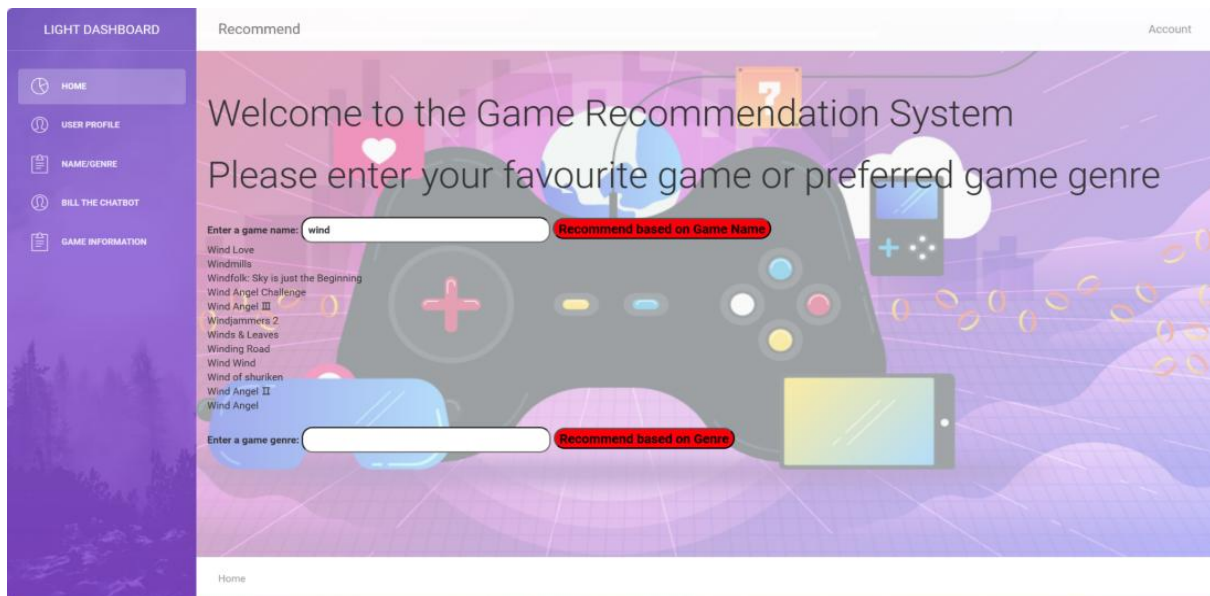 LIGHT DASHBOARD
Recommend
Account
HOME
USER PROFILE
NAME/GENRE
BILL THE CHATBOT
GAME INFORMATION
?
Welcome to the Game Recommendation System
Please enter your favourite game or preferred game genre
Enter a game name: wind Recommend based on Game Name
Wind Love
Windmills
Windfolk: Sky is just the Beginning
Wind Angel Challenge
Wind Angel Ⅲ
Windjammers 2
Winds & Leaves
Winding Road
Wind Wind
Wind of shuriken
Wind Angel Ⅱ
Wind Angel
Enter a game genre: Recommend based on Genre
Home